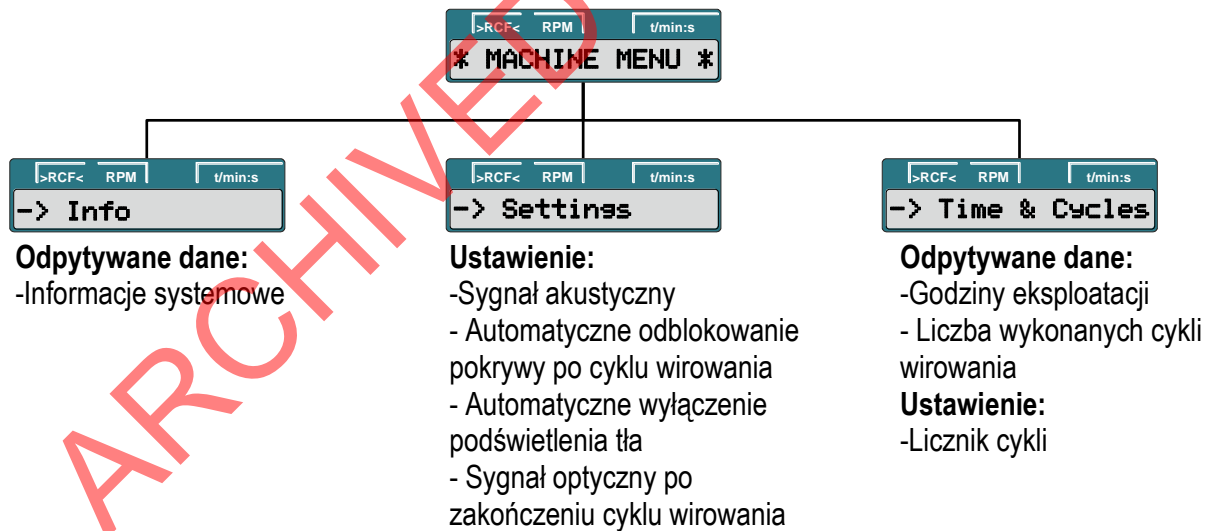 >RCF< RPM t/min:s
* MACHINE MENU *
>RCF< RPM t/min:s
-> Info
Odpytywane dane:
-Informacje systemowe
>RCF< RPM t/min:s
-> Settings
Ustawienie:
-Sygnał akustyczny
- Automatyczne odblokowanie
pokrywy po cyklu wirowania
- Automatyczne wyłączenie
podświetlenia tła
- Sygnał optyczny po
zakończeniu cyklu wirowania
>RCF< RPM t/min:s
-> Time & Cycles
Odpytywane dane:
-Godziny eksploatacji
- Liczba wykonanych cykli
wirowania
Ustawienie:
-Licznik cykli
ARCHIVED